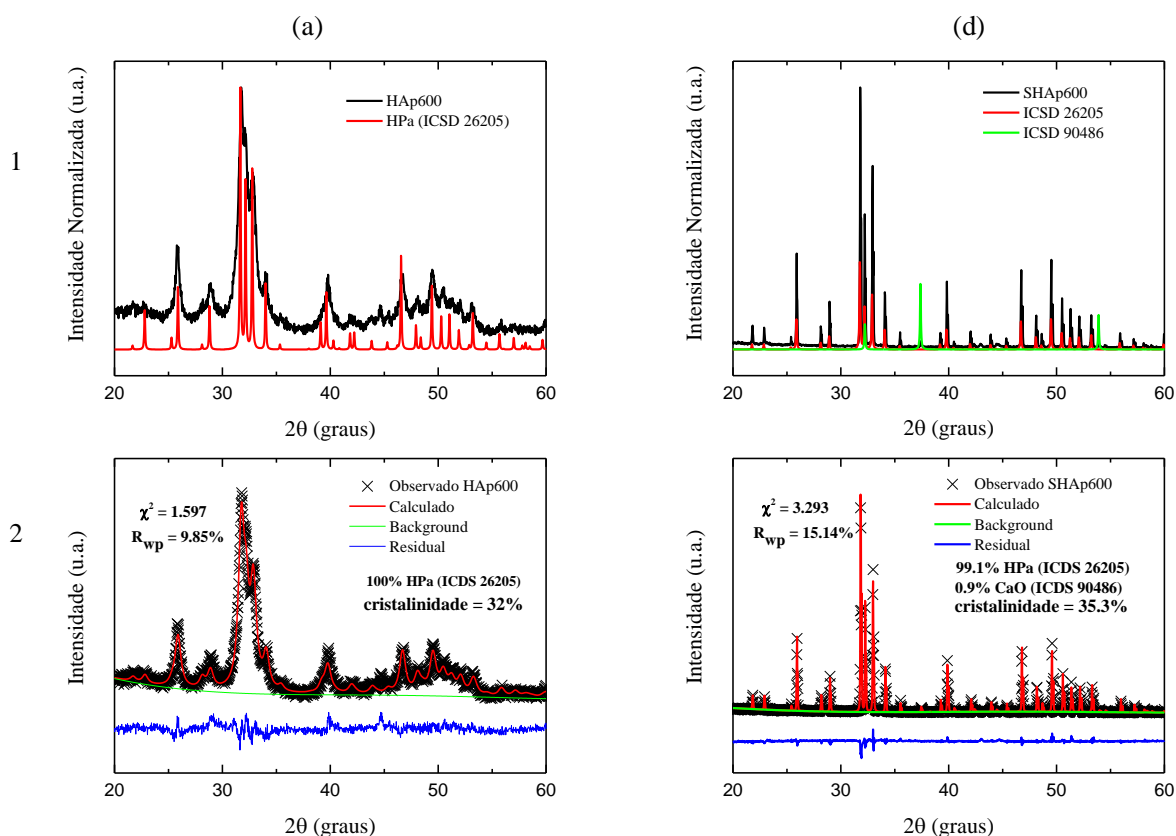 (a)
(d)
1
Intensidade Normalizada (u.a.)
HAp600
HPa (ICSD 26205)
20 30 40 50 60
2θ (graus)
Intensidade Normalizada (u.a.)
SHAp600
ICSD 26205
ICSD 90486
20 30 40 50 60
2θ (graus)
2
Intensidade (u.a.)
χ² = 1.597
R_wp = 9.85%
Observado HAp600
Calculado
Background
Residual
100% HPa (ICDS 26205)
cristalinidade = 32%
20 30 40 50 60
2θ (graus)
Intensidade (u.a.)
χ² = 3.293
R_wp = 15.14%
Observado SHAp600
Calculado
Background
Residual
99.1% HPa (ICDS 26205)
0.9% CaO (ICDS 90486)
cristalinidade = 35.3%
20 30 40 50 60
2θ (graus)